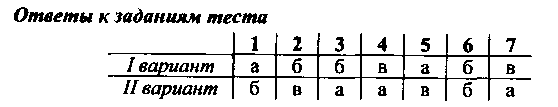 Ответы к заданиям теста
1 2 3 4 5 6 7
I вариант а б б в а б в
II вариант б в а а в б а